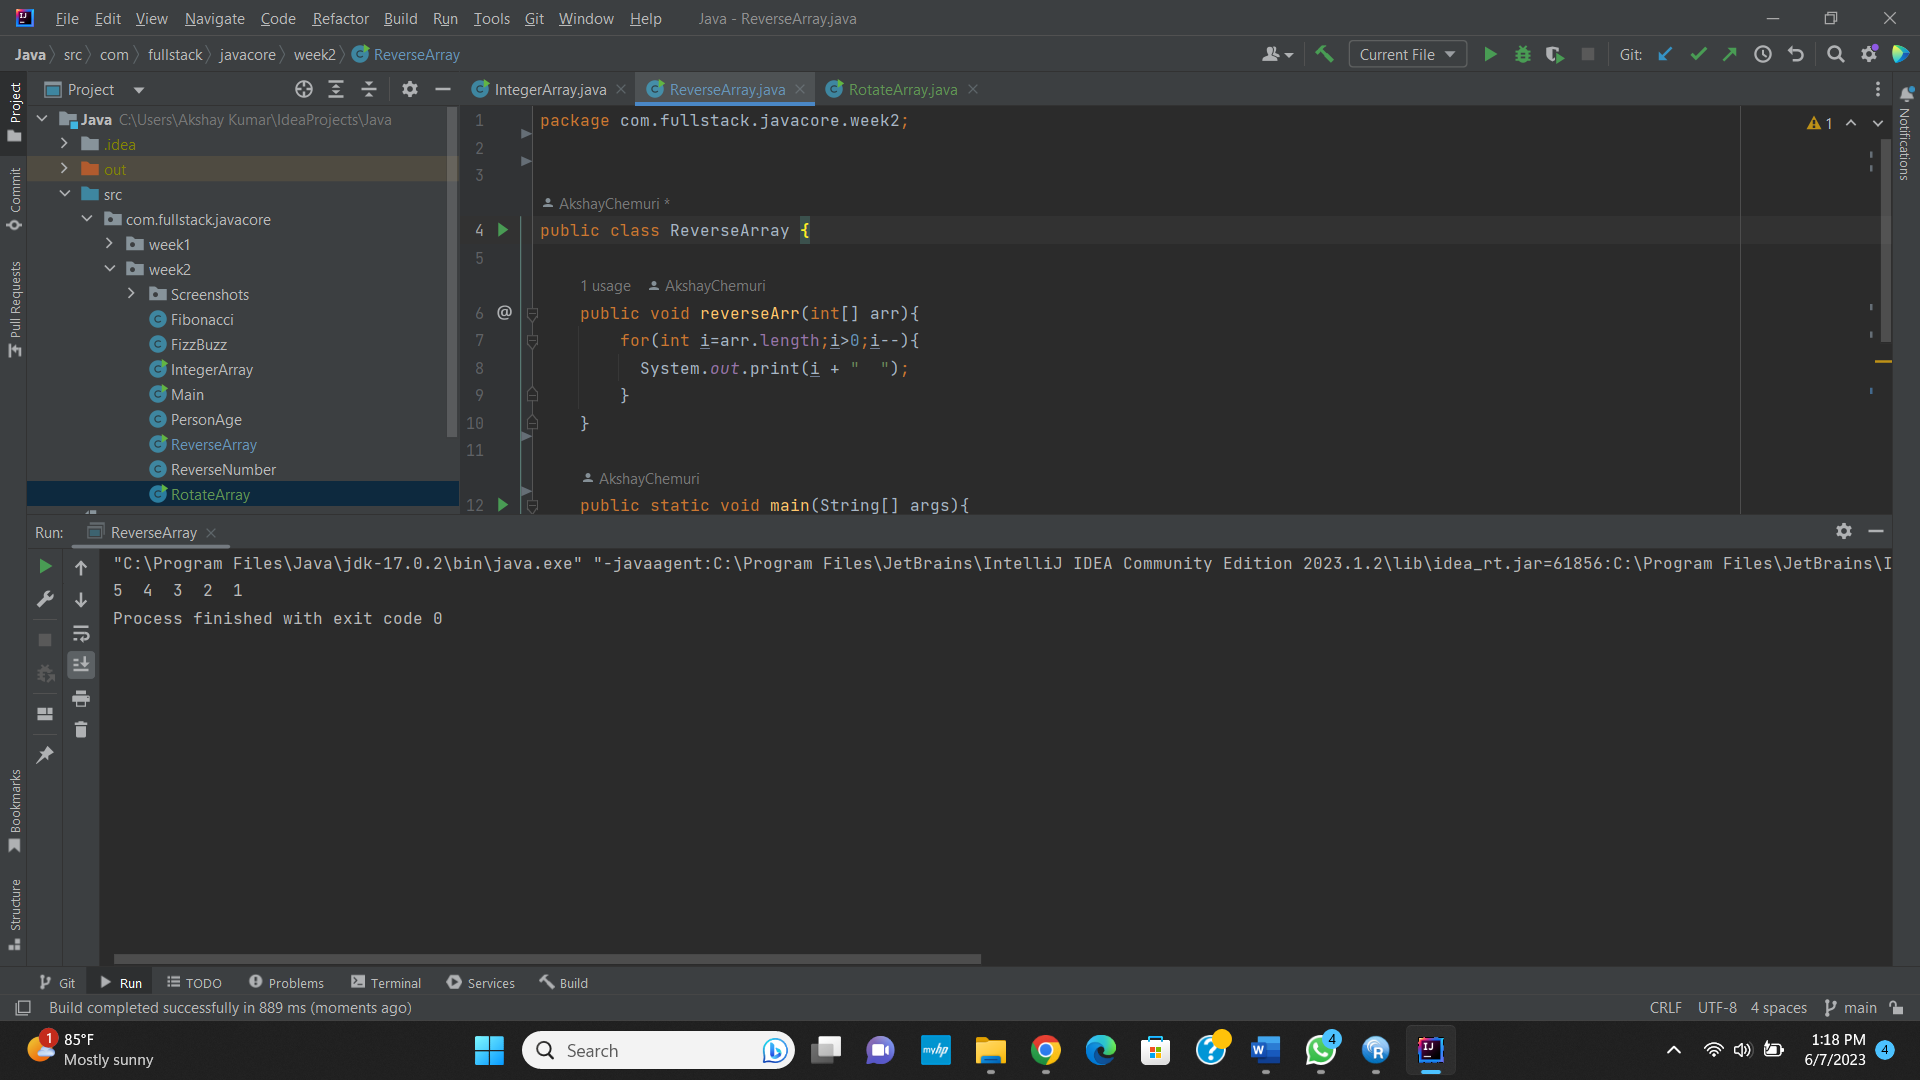 File Edit View Navigate Code Refactor Build Run Tools Git Window Help Java - ReverseArray.java
Java src com fullstack javacore week2 ReverseArray Current File Git:
Project IntegerArray.java ReverseArray.java RotateArray.java
Project
Commit
Pull Requests
Bookmarks
Structure
Notifications
Java C:\Users\Akshay Kumar\IdeaProjects\Java
.idea
out
src
com.fullstack.javacore
week1
week2
Screenshots
Fibonacci
FizzBuzz
IntegerArray
Main
PersonAge
ReverseArray
ReverseNumber
RotateArray
1 package com.fullstack.javacore.week2;
2
3
AkshayChemuri *
4 public class ReverseArray {
5
1 usage AkshayChemuri
6 @ public void reverseArr(int[] arr){
7 for(int i=arr.length;i>0;i--){
8 System.out.print(i + "  ");
9 }
10 }
11
AkshayChemuri
12 public static void main(String[] args){
1
Run: ReverseArray
"C:\Program Files\Java\jdk-17.0.2\bin\java.exe" "-javaagent:C:\Program Files\JetBrains\IntelliJ IDEA Community Edition 2023.1.2\lib\idea_rt.jar=61856:C:\Program Files\JetBrains\I
5 4 3 2 1
Process finished with exit code 0
Git Run TODO Problems Terminal Services Build
Build completed successfully in 889 ms (moments ago) CRLF UTF-8 4 spaces main
1 85°F
Mostly sunny
Search
myhp
4
1:18 PM
6/7/2023
4